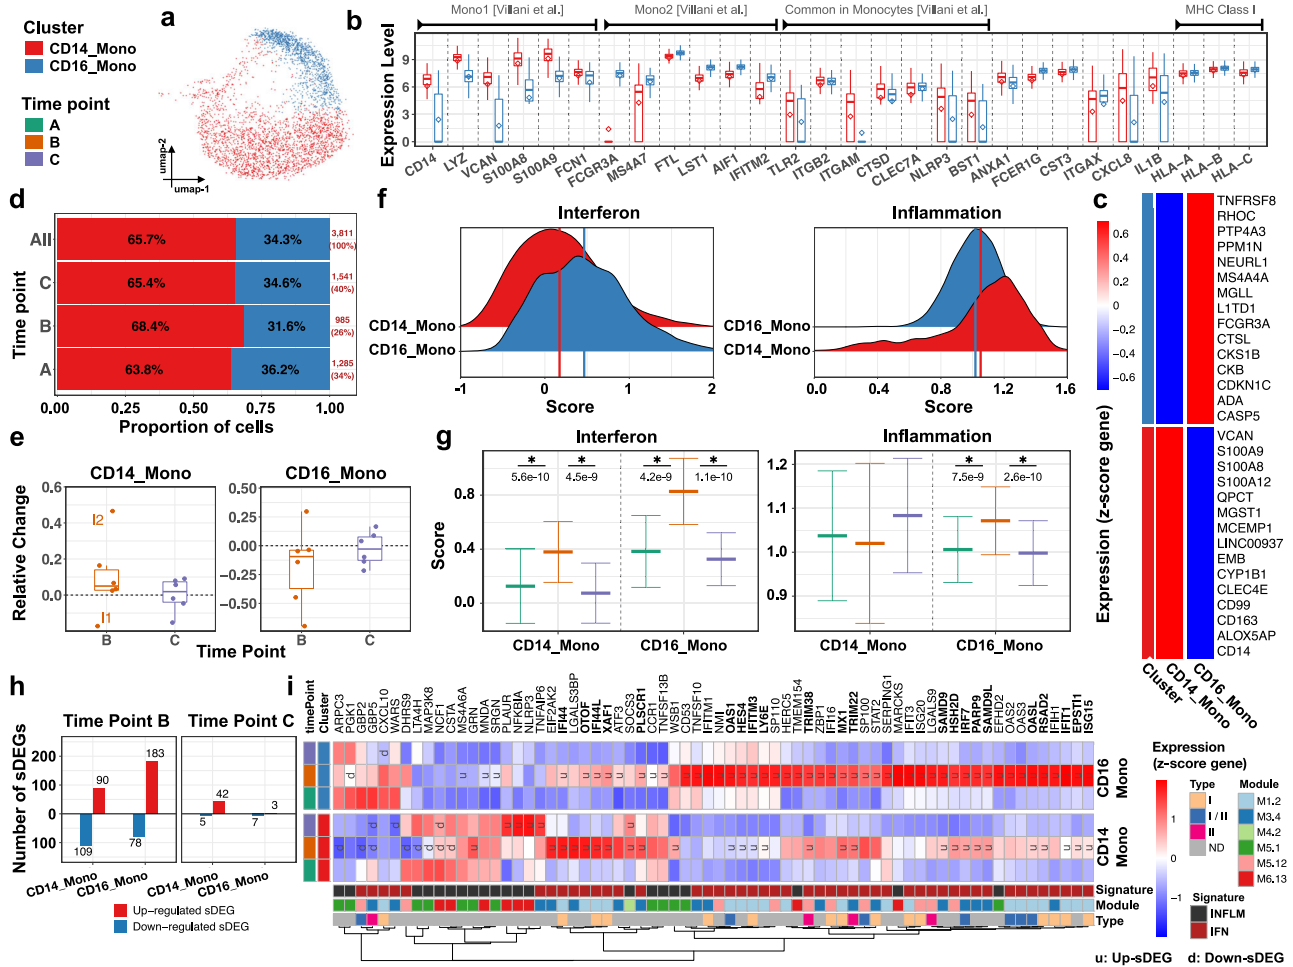 a
Cluster
CD14_Mono
CD16_Mono
Time point
A
B
C
umap-2
umap-1
b
Mono1 [Villani et al.]
Mono2 [Villani et al.]
Common in Monocytes [Villani et al.]
MHC Class I
Expression Level
9
6
3
0
CD14
LYZ
VCAN
S100A8
S100A9
FCN1
FCGR3A
MS4A7
FTL
LST1
AIF1
IFITM2
TLR2
ITGB2
ITGAM
CTSD
CLEC7A
NLRP3
BST1
ANXA1
FCER1G
CST3
ITGAX
CXCL8
IL1B
HLA-A
HLA-B
HLA-C
c
0.6
0.4
0.2
0.0
-0.2
-0.4
-0.6
Expression (z-score gene)
TNFRSF8
RHOC
PTP4A3
PPM1N
NEURL1
MS4A4A
MGLL
L1TD1
FCGR3A
CTSL
CKS1B
CKB
CDKN1C
ADA
CASP5
VCAN
S100A9
S100A8
S100A12
QPCT
MGST1
MCEMP1
LINC00937
EMB
CYP1B1
CLEC4E
CD99
CD163
ALOX5AP
CD14
Cluster
CD14_Mono
CD16_Mono
d
Time point
All 65.7% 34.3% 3,811 (100%)
C 65.4% 34.6% 1,541 (40%)
B 68.4% 31.6% 985 (26%)
A 63.8% 36.2% 1,285 (34%)
0.00 0.25 0.50 0.75 1.00
Proportion of cells
e
CD14_Mono
CD16_Mono
Relative Change
0.6
0.4
0.2
0.0
I2
I1
B C
0.50
0.25
0.00
−0.25
−0.50
B C
Time Point
f
Interferon
CD14_Mono
CD16_Mono
-1 0 1 2
Score
Inflammation
CD16_Mono
CD14_Mono
0.0 0.4 0.8 1.2 1.6
Score
g
Interferon
Score
0.8
0.4
0.0
*
5.6e-10
*
4.5e-9
*
4.2e-9
*
1.1e-10
CD14_Mono CD16_Mono
Inflammation
1.2
1.1
1.0
0.9
*
7.5e-9
*
2.6e-10
CD14_Mono CD16_Mono
h
Time Point B
Time Point C
Number of sDEGs
200
100
0
100
90
109
183
78
42
5
3
7
CD14_Mono
CD16_Mono
CD14_Mono
CD16_Mono
Up-regulated sDEG
Down-regulated sDEG
i
timePoint
Cluster
CD16 Mono
CD14 Mono
Signature
Module
Type
Expression (z-score gene)
1
0
−1
Type
I
I / II
II
ND
Module
M1.2
M3.4
M4.2
M5.1
M5.12
M6.13
Signature
INFLM
IFN
u: Up-sDEG d: Down-sDEG